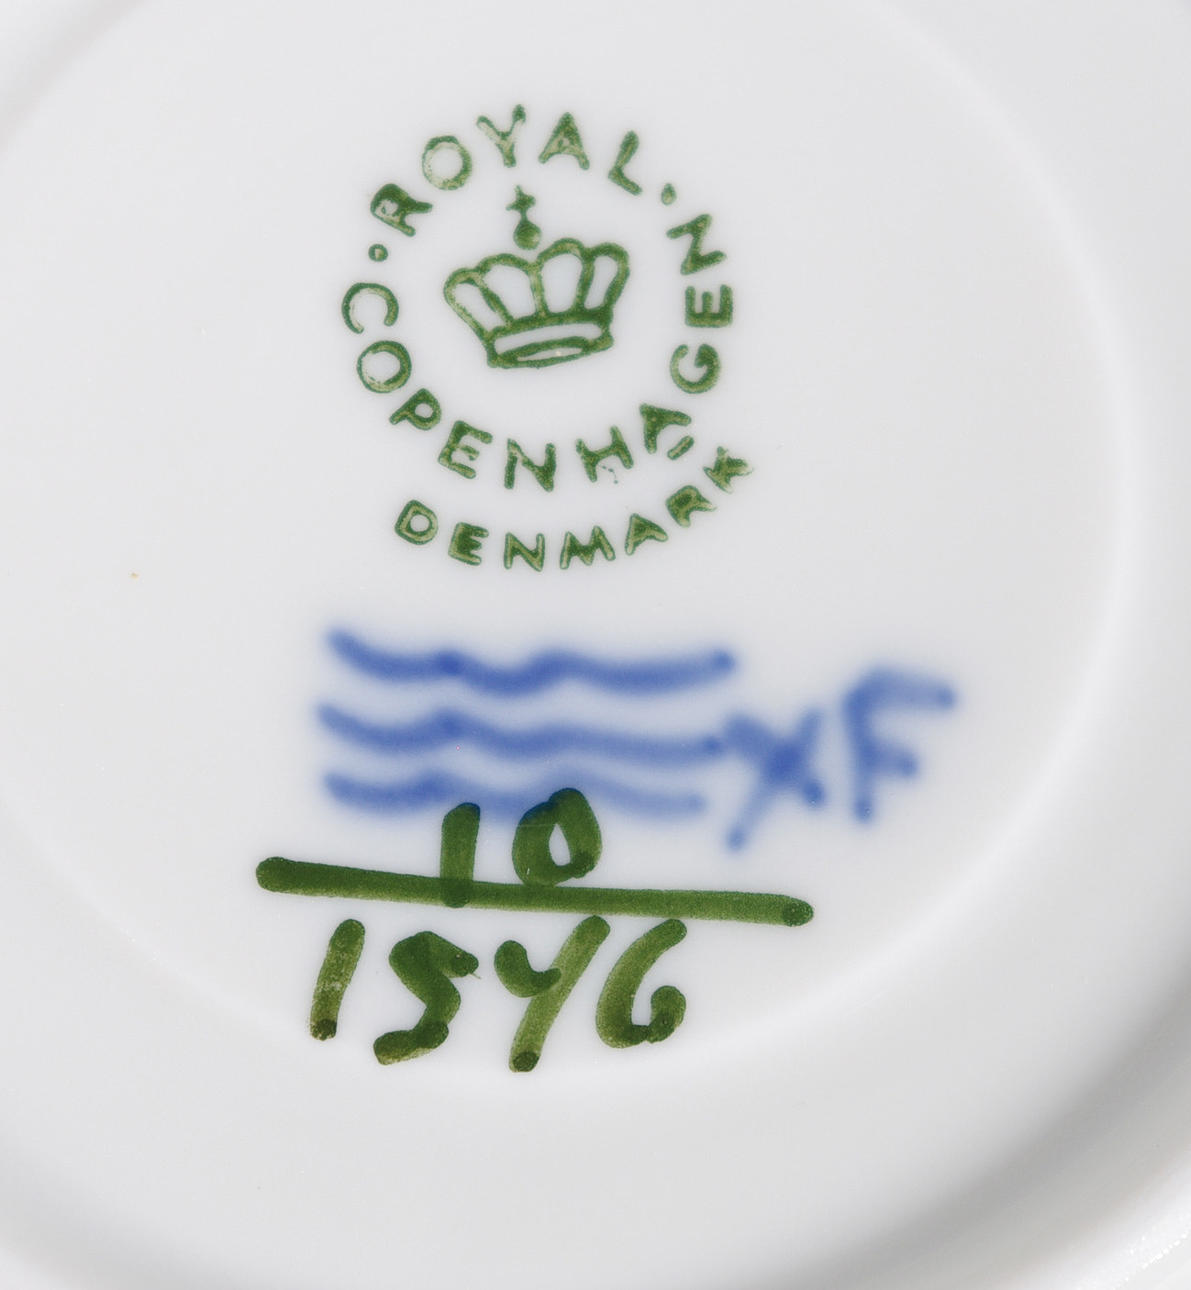 ROYAL
COPENHAGEN
DENMARK
XF
10
1546